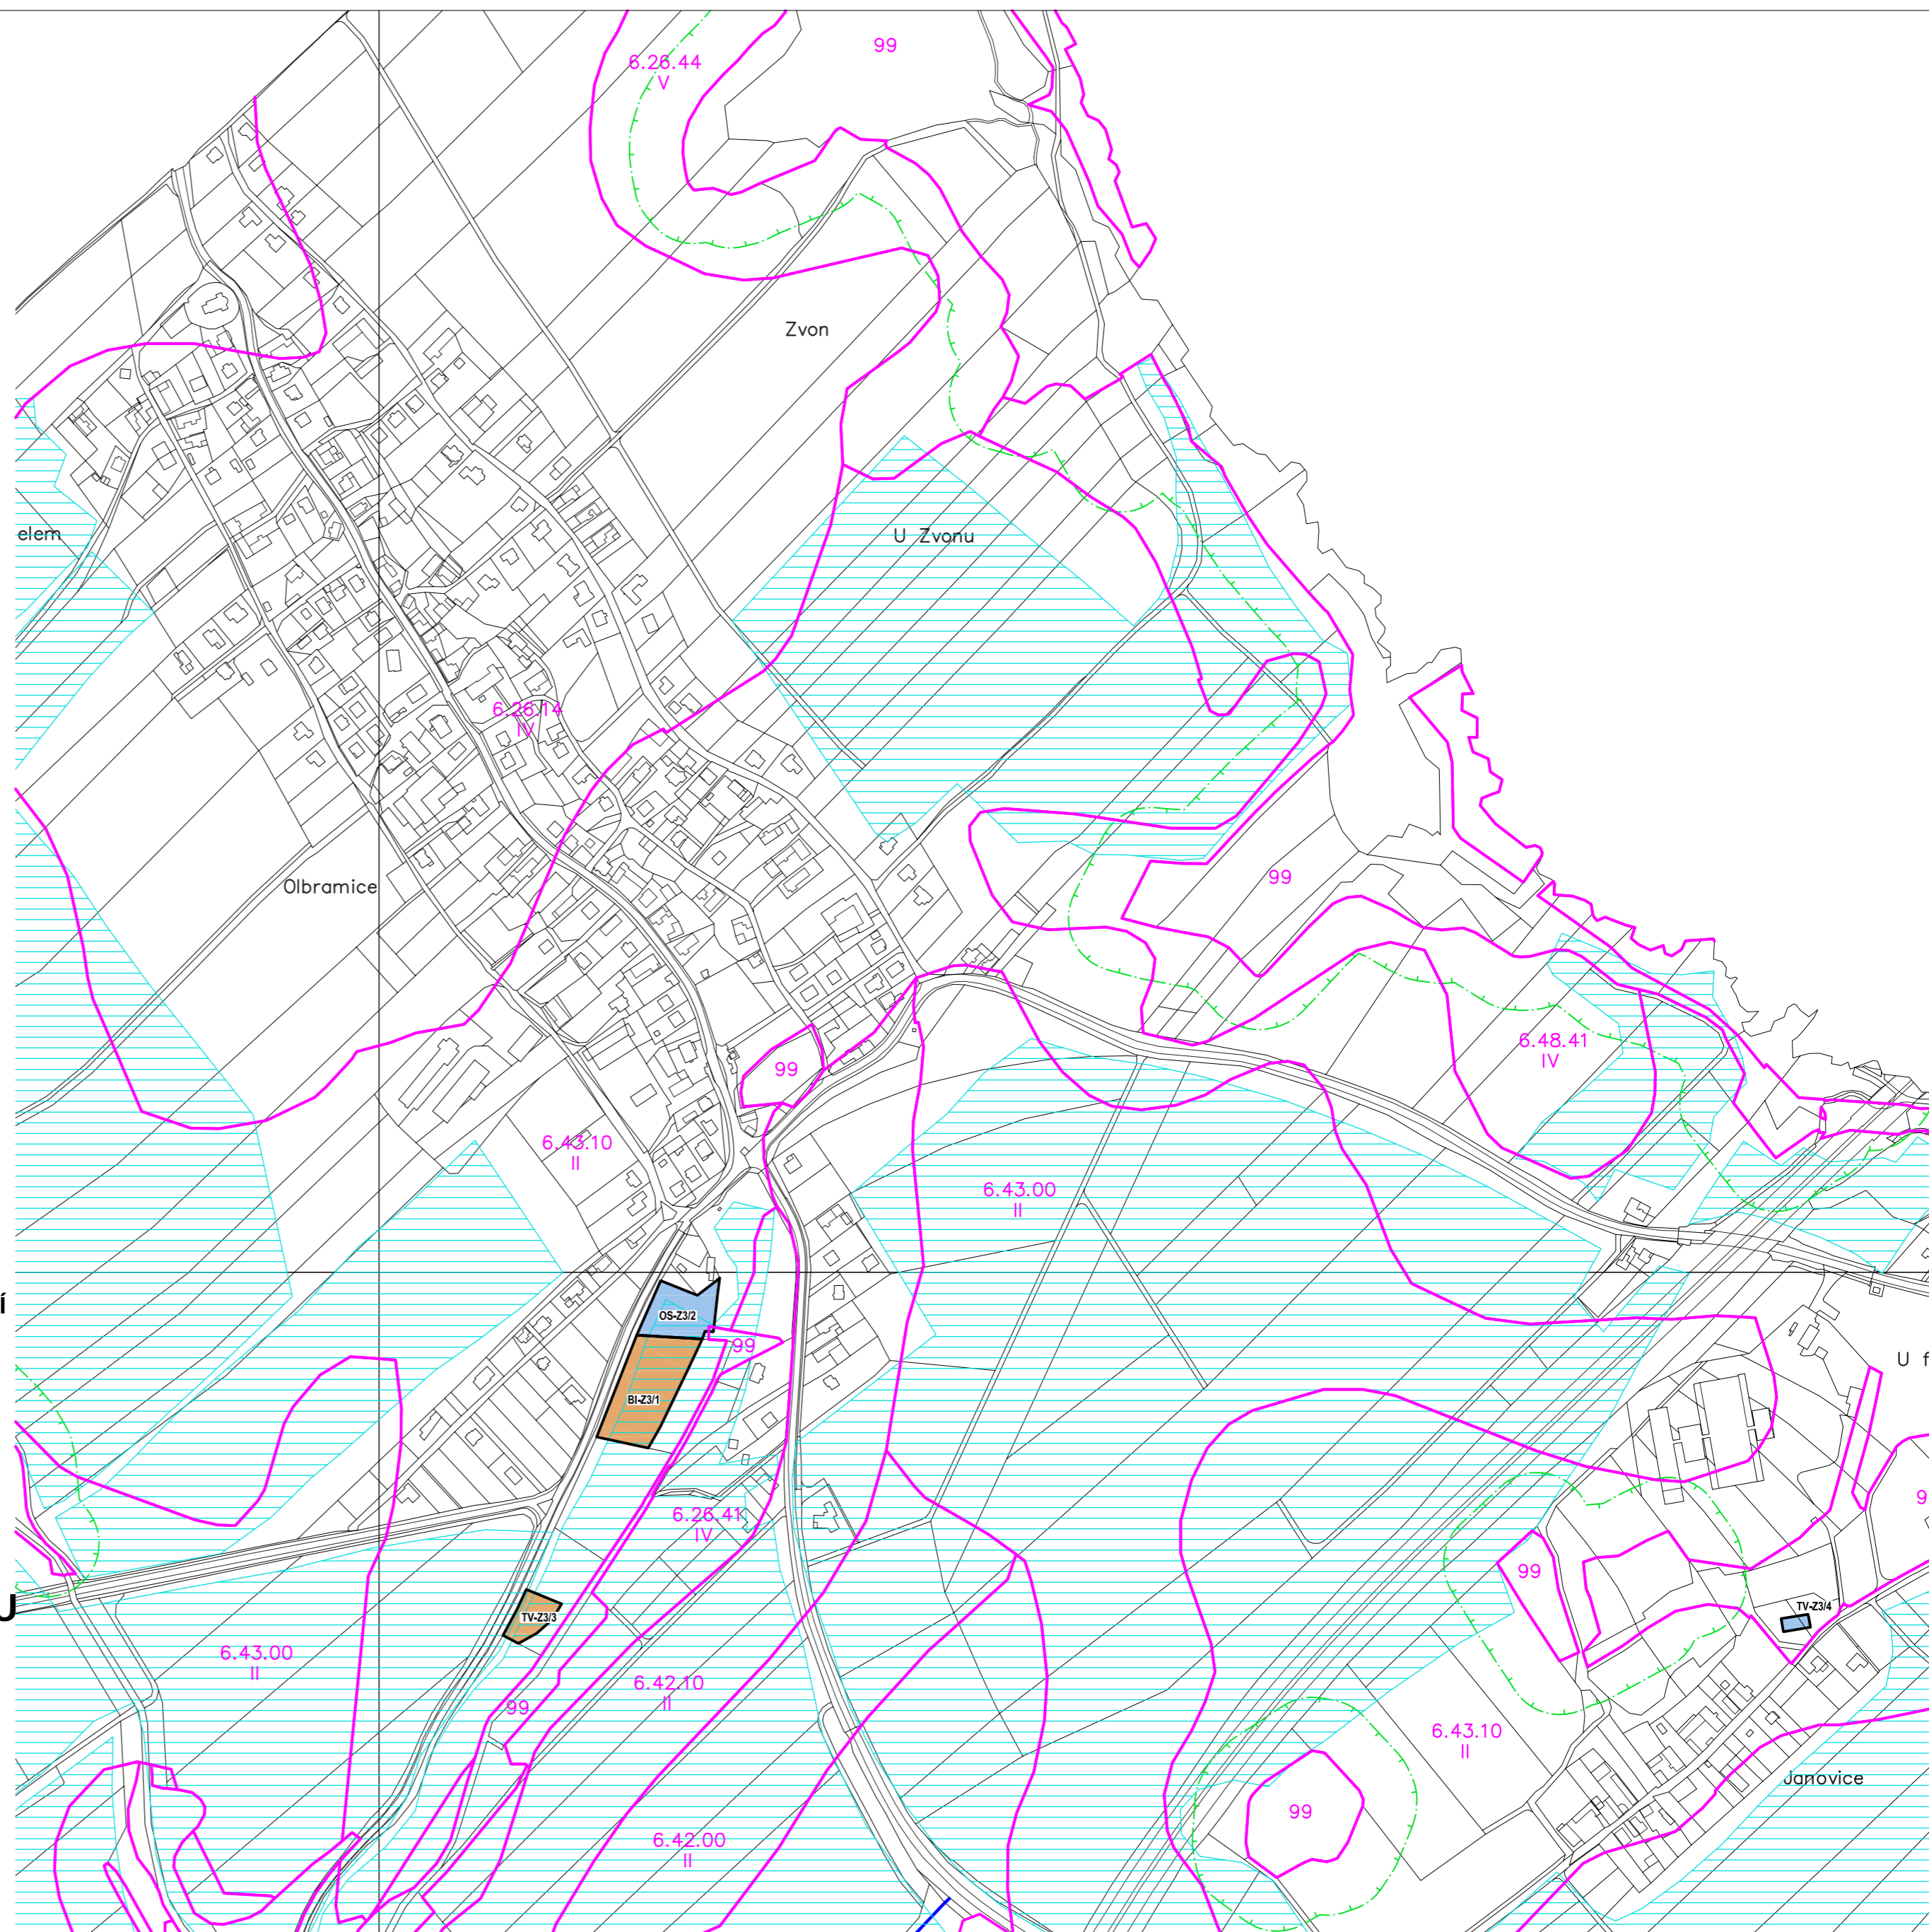 99
6.26.44
V
Zvon
elem
U Zvonu
6.26.14
IV
Olbramice
99
6.48.41
IV
99
6.43.10
II
6.43.00
II
í
OS-Z3/2
99
U f
BI-Z3/1
9
6.26.41
IV
99
TV-Z3/3
TV-Z3/4
U
6.43.00
II
6.42.10
II
99
6.43.10
II
Janovice
99
6.42.00
II